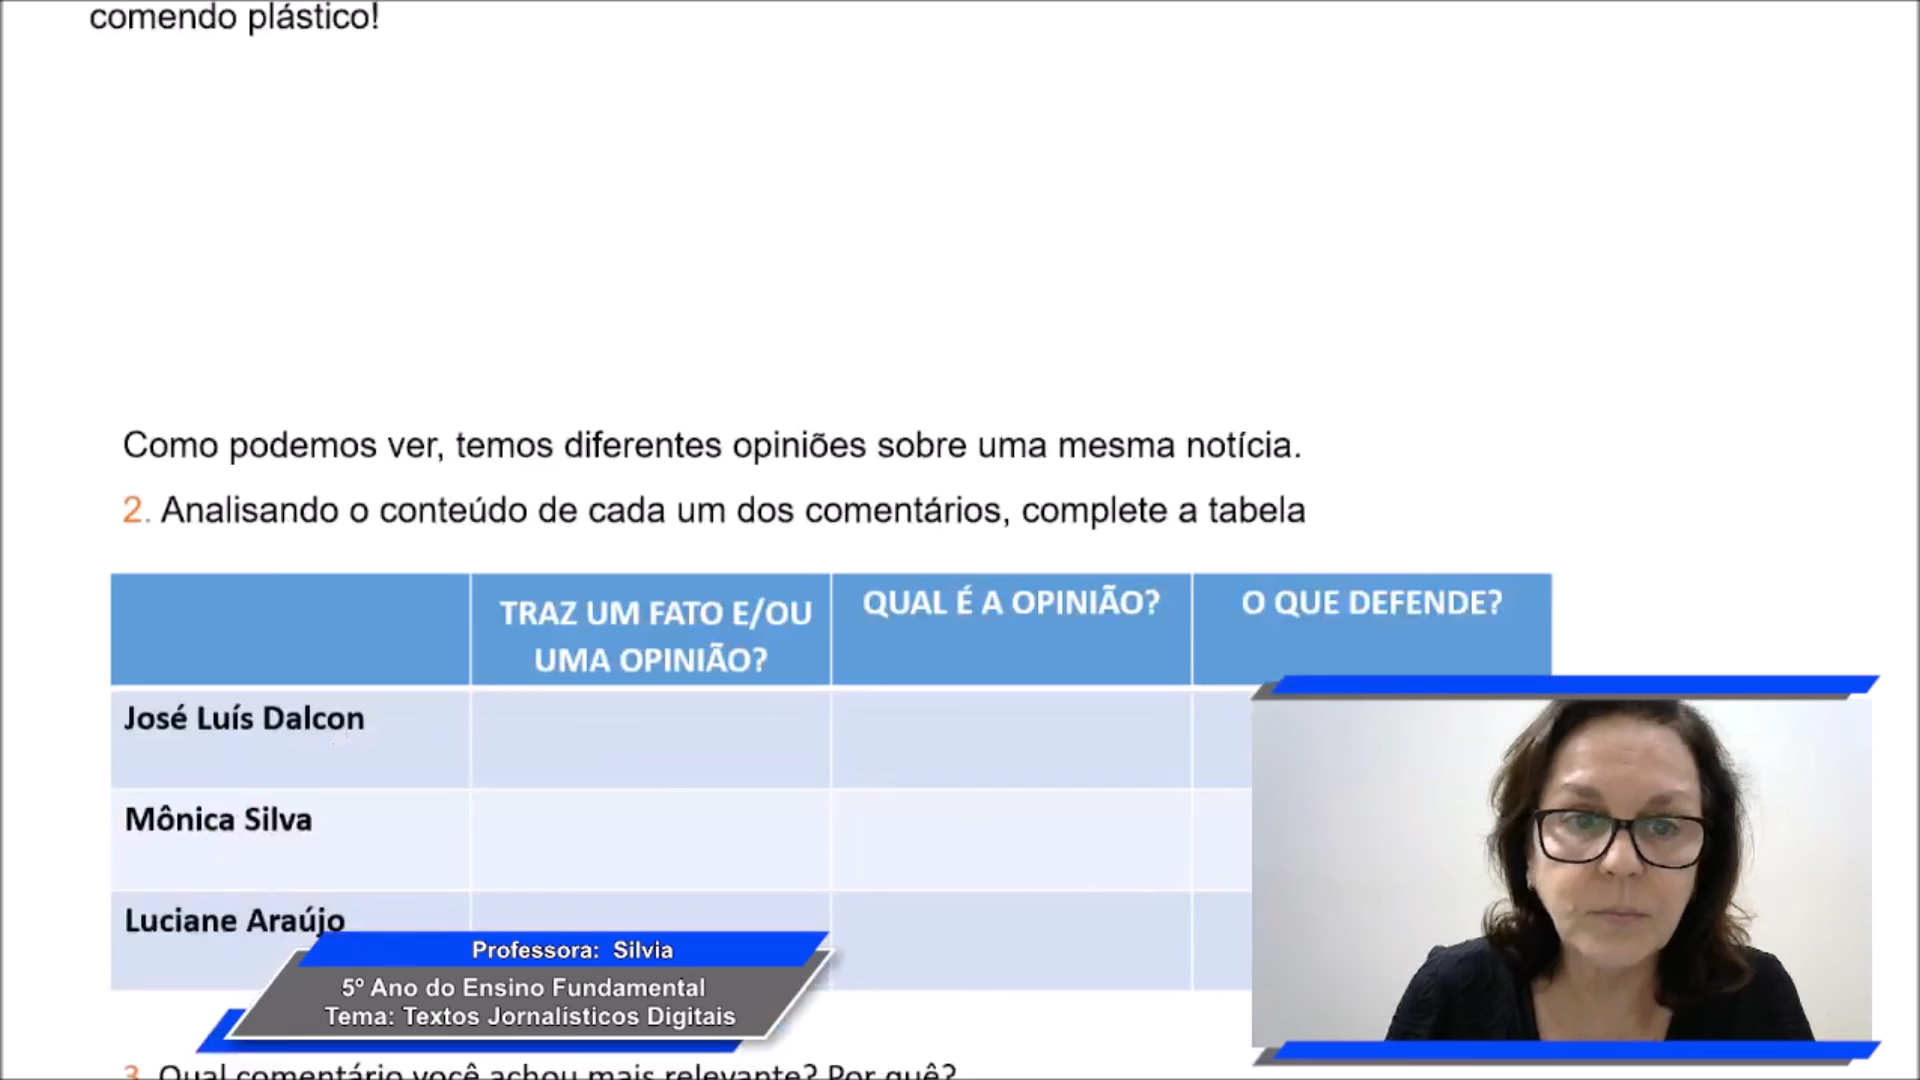 comendo plástico!
Como podemos ver, temos diferentes opiniões sobre uma mesma notícia.
2. Analisando o conteúdo de cada um dos comentários, complete a tabela
TRAZ UM FATO E/OU
UMA OPINIÃO?
QUAL É A OPINIÃO?
O QUE DEFENDE?
José Luís Dalcon
Mônica Silva
Luciane Araújo
Professora: Silvia
5º Ano do Ensino Fundamental
Tema: Textos Jornalísticos Digitais
3. Qual comentário você achou mais relevante? Por quê?